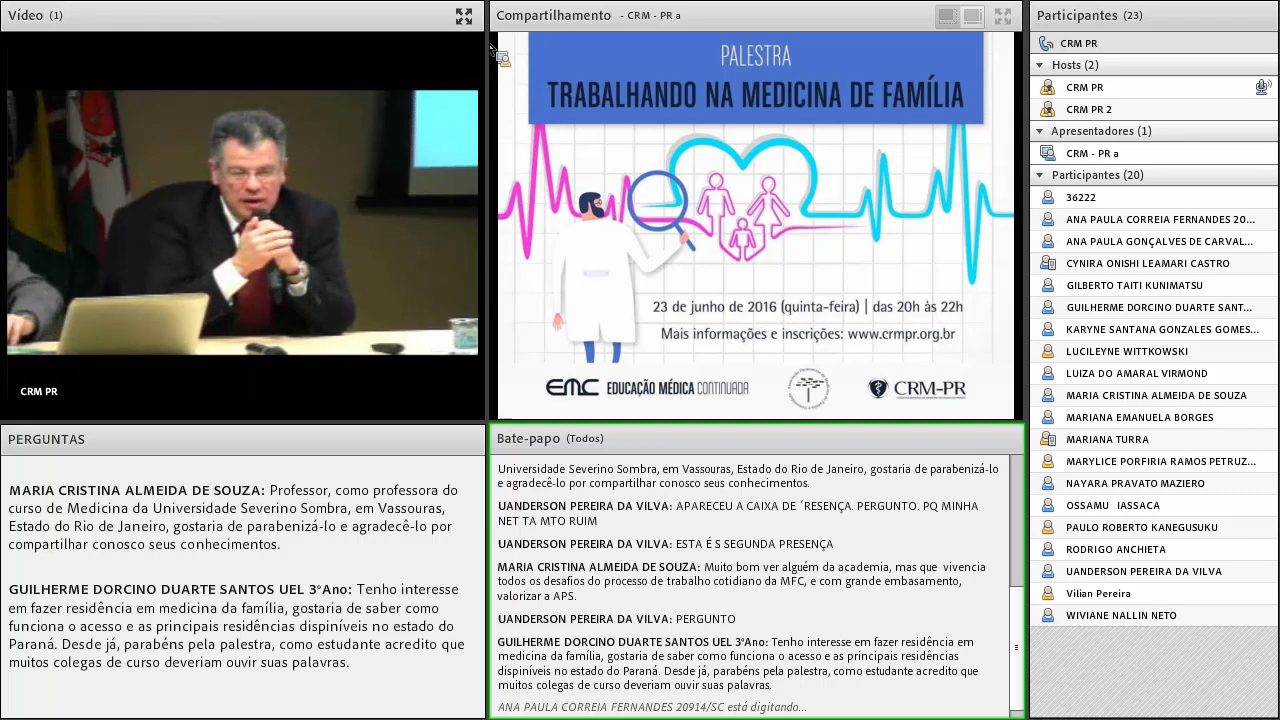 Vídeo (1)
CRM PR
Compartilhamento - CRM - PR a
PALESTRA
TRABALHANDO NA MEDICINA DE FAMÍLIA
23 de junho de 2016 (quinta-feira) | das 20h às 22h
Mais informações e inscrições: www.crmpr.org.br
EMC EDUCAÇÃO MÉDICA CONTINUADA
CRM-PR
PERGUNTAS
MARIA CRISTINA ALMEIDA DE SOUZA: Professor, como professora do
curso de Medicina da Universidade Severino Sombra, em Vassouras,
Estado do Rio de Janeiro, gostaria de parabenizá-lo e agradecê-lo por
compartilhar conosco seus conhecimentos.
GUILHERME DORCINO DUARTE SANTOS UEL 3ºAno: Tenho interesse
em fazer residência em medicina da família, gostaria de saber como
funciona o acesso e as principais residências dispiníveis no estado do
Paraná. Desde já, parabéns pela palestra, como estudante acredito que
muitos colegas de curso deveriam ouvir suas palavras.
Bate-papo (Todos)
Universidade Severino Sombra, em Vassouras, Estado do Rio de Janeiro, gostaria de parabenizá-lo
e agradecê-lo por compartilhar conosco seus conhecimentos.
UANDERSON PEREIRA DA VILVA: APARECEU A CAIXA DE ´RESENÇA. PERGUNTO. PQ MINHA
NET TA MTO RUIM
UANDERSON PEREIRA DA VILVA: ESTA É S SEGUNDA PRESENÇA
MARIA CRISTINA ALMEIDA DE SOUZA: Muito bom ver alguém da academia, mas que vivencia
todos os desafios do processo de trabalho cotidiano da MFC, e com grande embasamento,
valorizar a APS.
UANDERSON PEREIRA DA VILVA: PERGUNTO
GUILHERME DORCINO DUARTE SANTOS UEL 3ºAno: Tenho interesse em fazer residência em
medicina da família, gostaria de saber como funciona o acesso e as principais residências
dispiníveis no estado do Paraná. Desde já, parabéns pela palestra, como estudante acredito que
muitos colegas de curso deveriam ouvir suas palavras.
ANA PAULA CORREIA FERNANDES 20914/SC está digitando...
Participantes (23)
CRM PR
Hosts (2)
CRM PR
CRM PR 2
Apresentadores (1)
CRM - PR a
Participantes (20)
36222
ANA PAULA CORREIA FERNANDES 20...
ANA PAULA GONÇALVES DE CARVAL...
CYNIRA ONISHI LEAMARI CASTRO
GILBERTO TAITI KUNIMATSU
GUILHERME DORCINO DUARTE SANT...
KARYNE SANTANA GONZALES GOMES...
LUCILEYNE WITTKOWSKI
LUIZA DO AMARAL VIRMOND
MARIA CRISTINA ALMEIDA DE SOUZA
MARIANA EMANUELA BORGES
MARIANA TURRA
MARYLICE PORFIRIA RAMOS PETRUZ...
NAYARA PRAVATO MAZIERO
OSSAMU IASSACA
PAULO ROBERTO KANEGUSUKU
RODRIGO ANCHIETA
UANDERSON PEREIRA DA VILVA
Vilian Pereira
WIVIANE NALLIN NETO